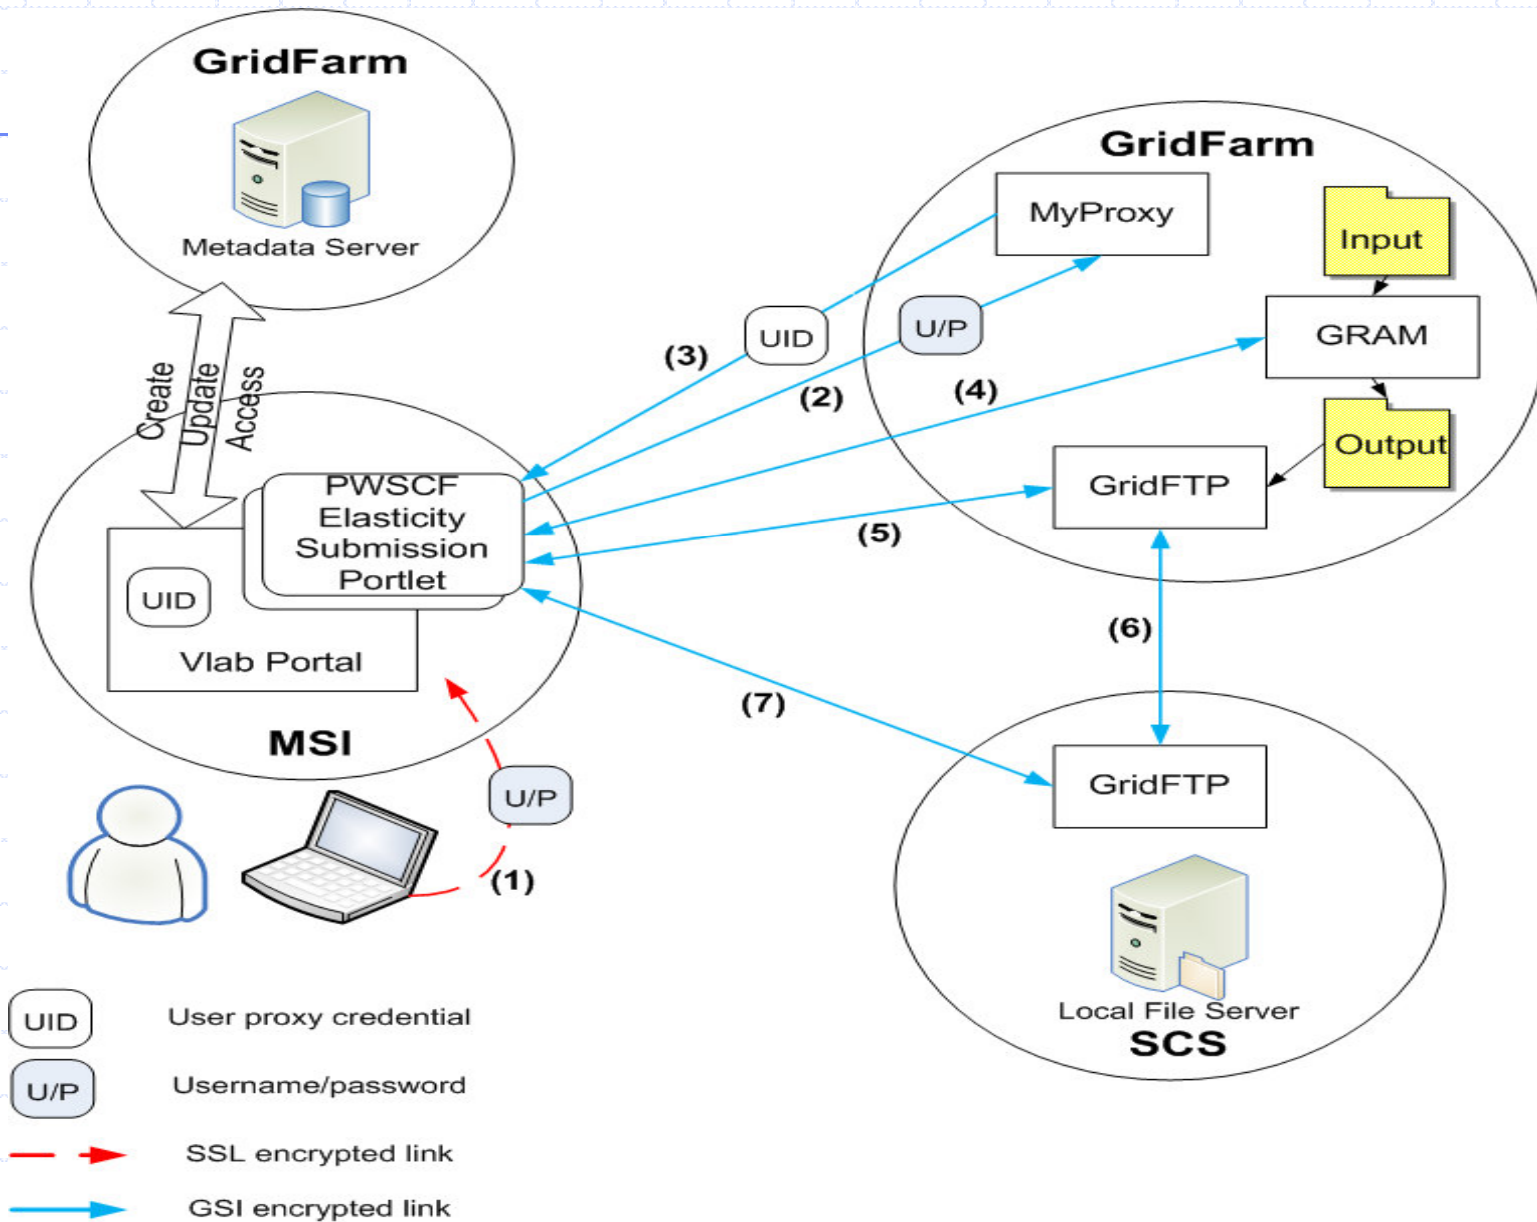 GridFarm
Metadata Server
Create
Update
Access
PWSCF
Elasticity
Submission
Portlet
UID
Vlab Portal
MSI
U/P
(1)
GridFarm
MyProxy
Input
GRAM
Output
GridFTP
UID
U/P
(3)
(2)
(4)
(5)
(6)
(7)
GridFTP
Local File Server
SCS
UID
User proxy credential
U/P
Username/password
SSL encrypted link
GSI encrypted link